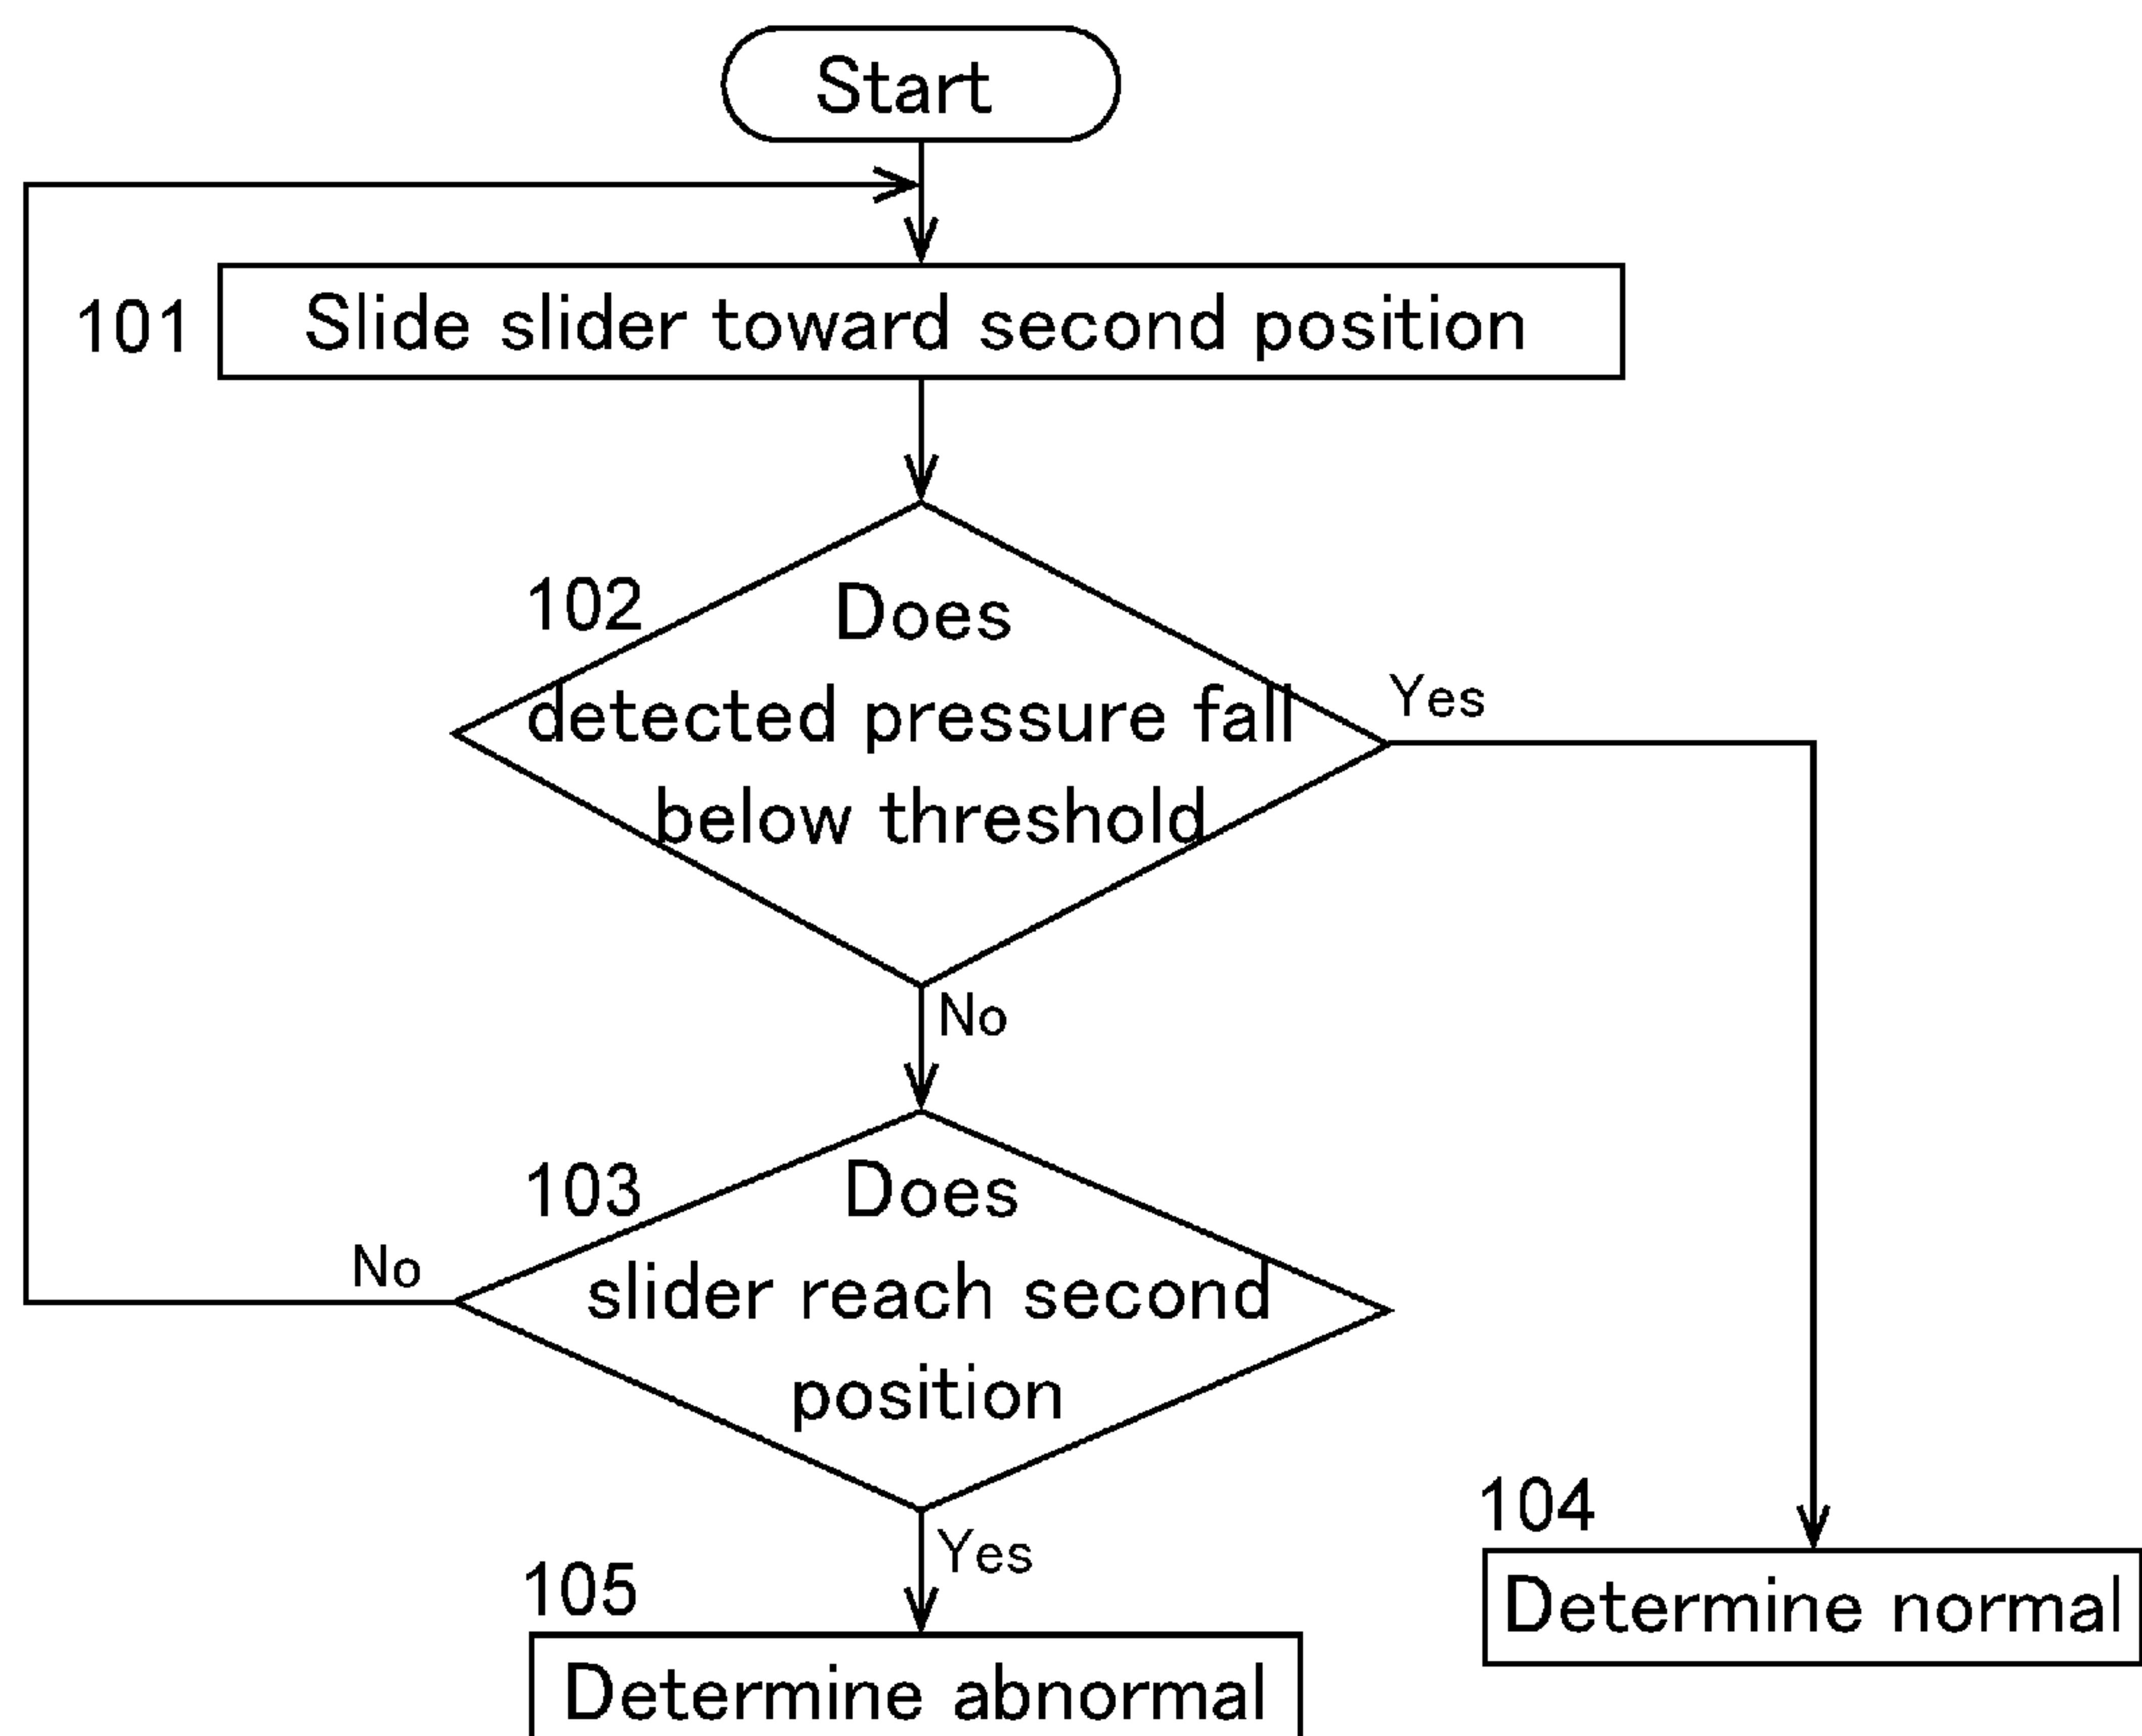 Start
101
Slide slider toward second position
102
Does
detected pressure fall
below threshold
Yes
No
103
Does
slider reach second
position
No
Yes
104
Determine normal
105
Determine abnormal